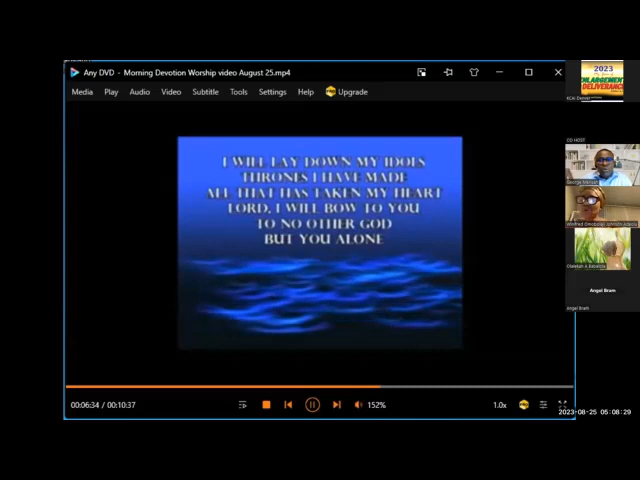 Any DVD - Morning Devotion Worship video August 25.mp4
Media Play Audio Video Subtitle Tools Settings Help Upgrade
I WILL LAY DOWN MY IDOLS
THRONES I HAVE MADE
ALL THAT HAS TAKEN MY HEART
LORD, I WILL BOW TO YOU
TO NO OTHER GOD
BUT YOU ALONE
00:06:34 / 00:10:37
152%
1.0x
2023
ENLARGEMENT
DELIVERANCE
CO HOST
Angel Bram
Angel Bram
2023-08-25 05:08:29